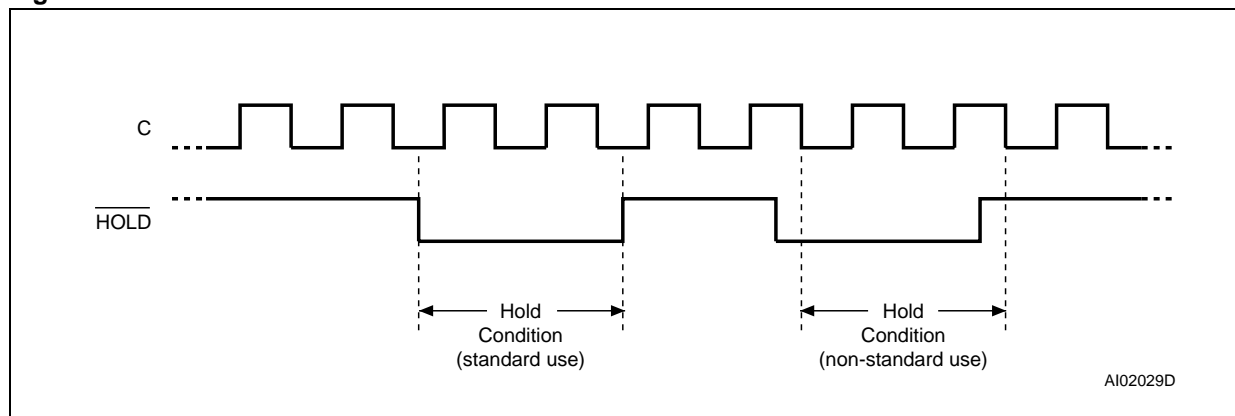 C
HOLD
Hold
Condition
(standard use)
Hold
Condition
(non-standard use)
AI02029D